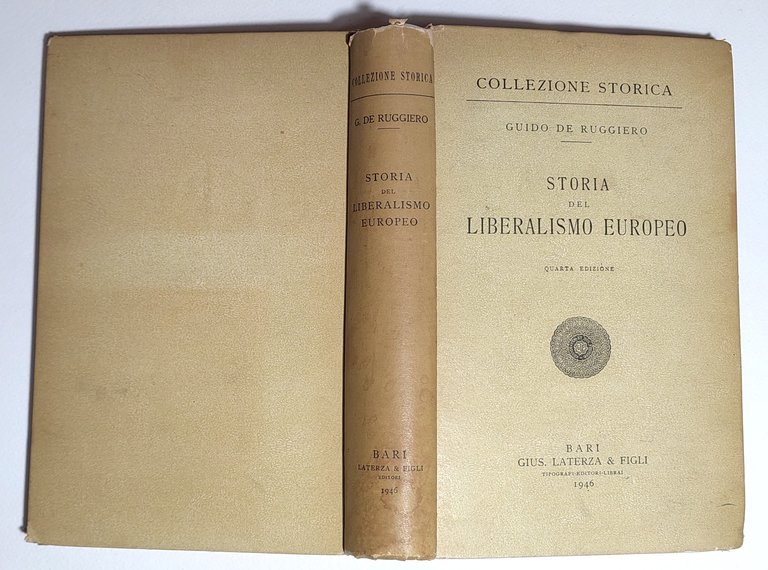 COLLEZIONE STORICA
G. DE RUGGIERO
STORIA
DEL
LIBERALISMO
EUROPEO
BARI
LATERZA & FIGLI
EDITORI
1946
COLLEZIONE STORICA
GUIDO DE RUGGIERO
STORIA
DEL
LIBERALISMO EUROPEO
QUARTA EDIZIONE
BARI
GIUS. LATERZA & FIGLI
TIPOGRAFI-EDITORI-LIBRAI
1946